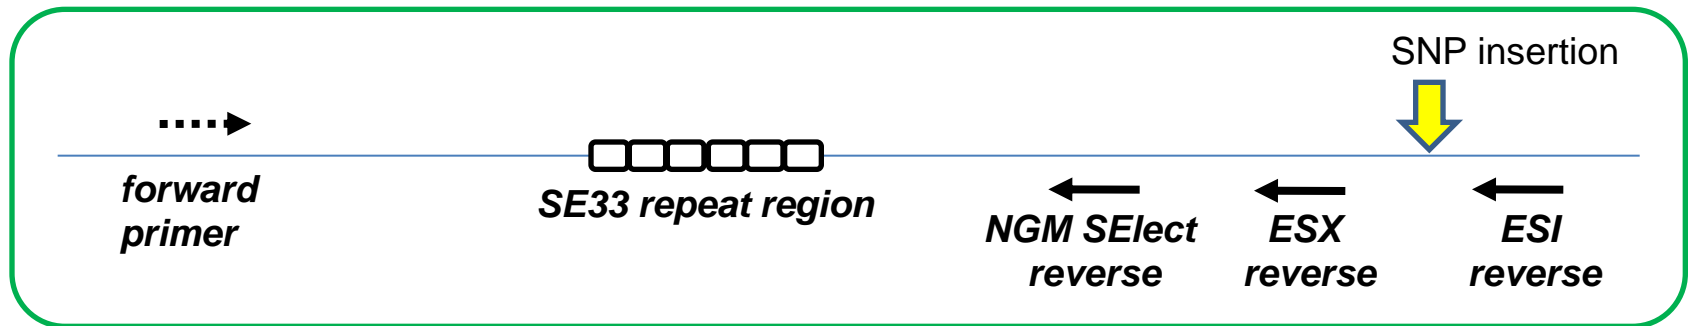 SNP insertion
forward
primer
SE33 repeat region
NGM SElect
reverse
ESX
reverse
ESI
reverse